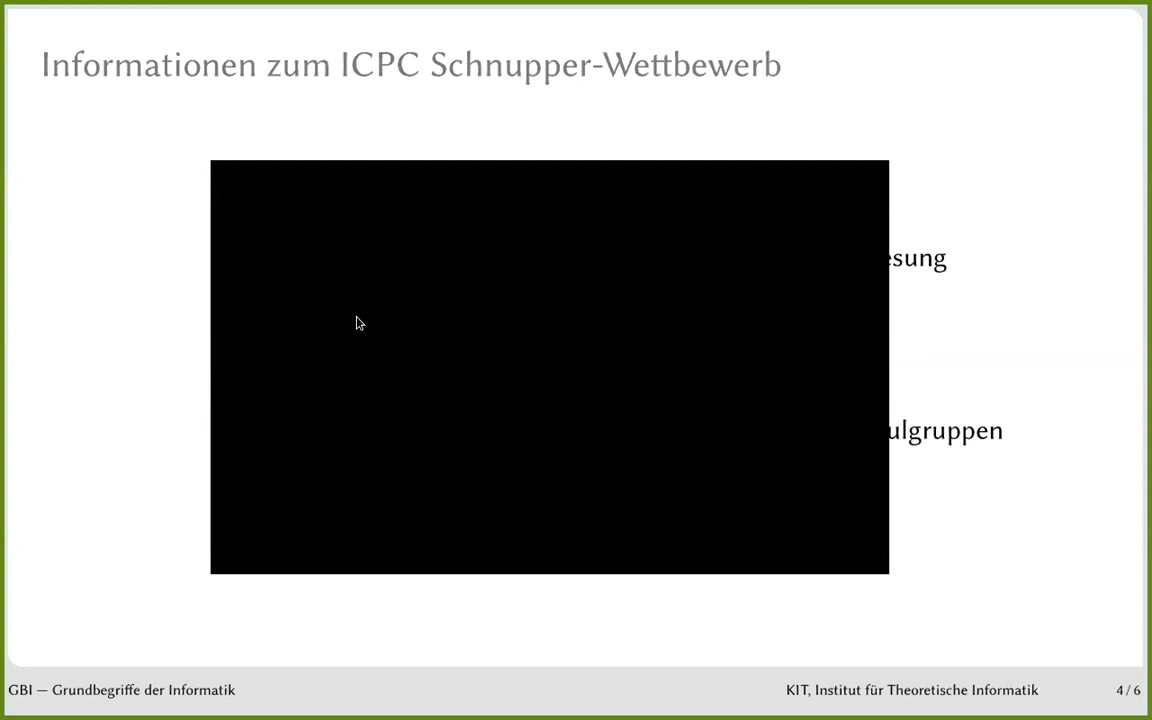 Informationen zum ICPC Schnupper-Wettbewerb
esung
ulgruppen
GBI — Grundbegriffe der Informatik
KIT, Institut für Theoretische Informatik
4 / 6